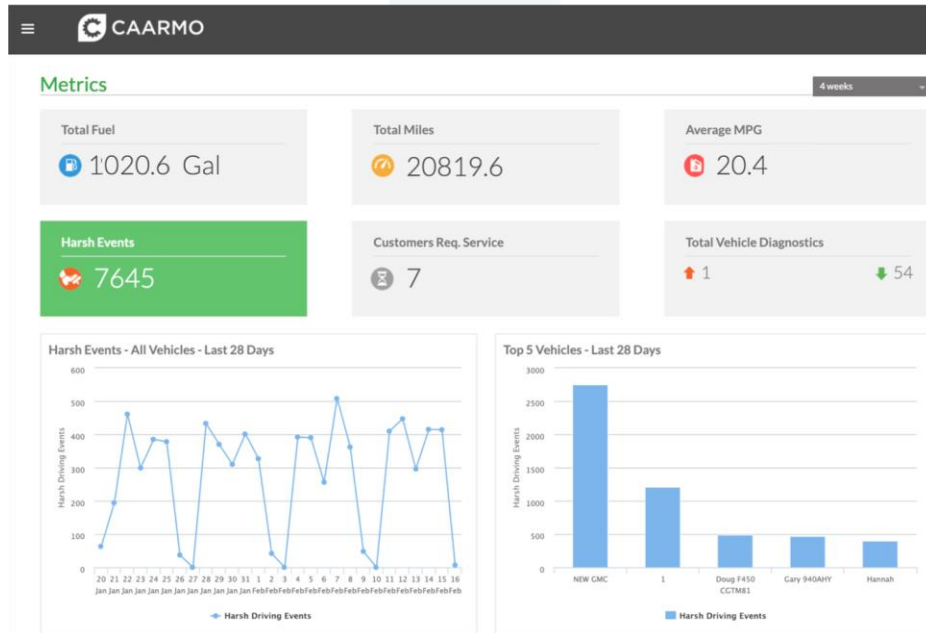 CAARMO
Metrics
4 weeks
Total Fuel
1'020.6 Gal
Total Miles
20819.6
Average MPG
20.4
Harsh Events
7645
Customers Req. Service
7
Total Vehicle Diagnostics
1
54
Harsh Events - All Vehicles - Last 28 Days
600
500
400
300
200
100
0
Harsh Driving Events
20 21 22 23 24 25 26 27 28 29 30 31 1 2 3 4 5 6 7 8 9 10 11 12 13 14 15 16
Jan Jan Jan Jan Jan Jan Jan Jan Jan Jan Jan Jan Feb Feb Feb Feb Feb Feb Feb Feb Feb Feb Feb Feb Feb Feb Feb Feb
Harsh Driving Events
Top 5 Vehicles - Last 28 Days
3000
2500
2000
1500
1000
500
0
Harsh Driving Events
NEW GMC 1 Doug F450 Gary 940AHY Hannah
CGTM81
Harsh Driving Events